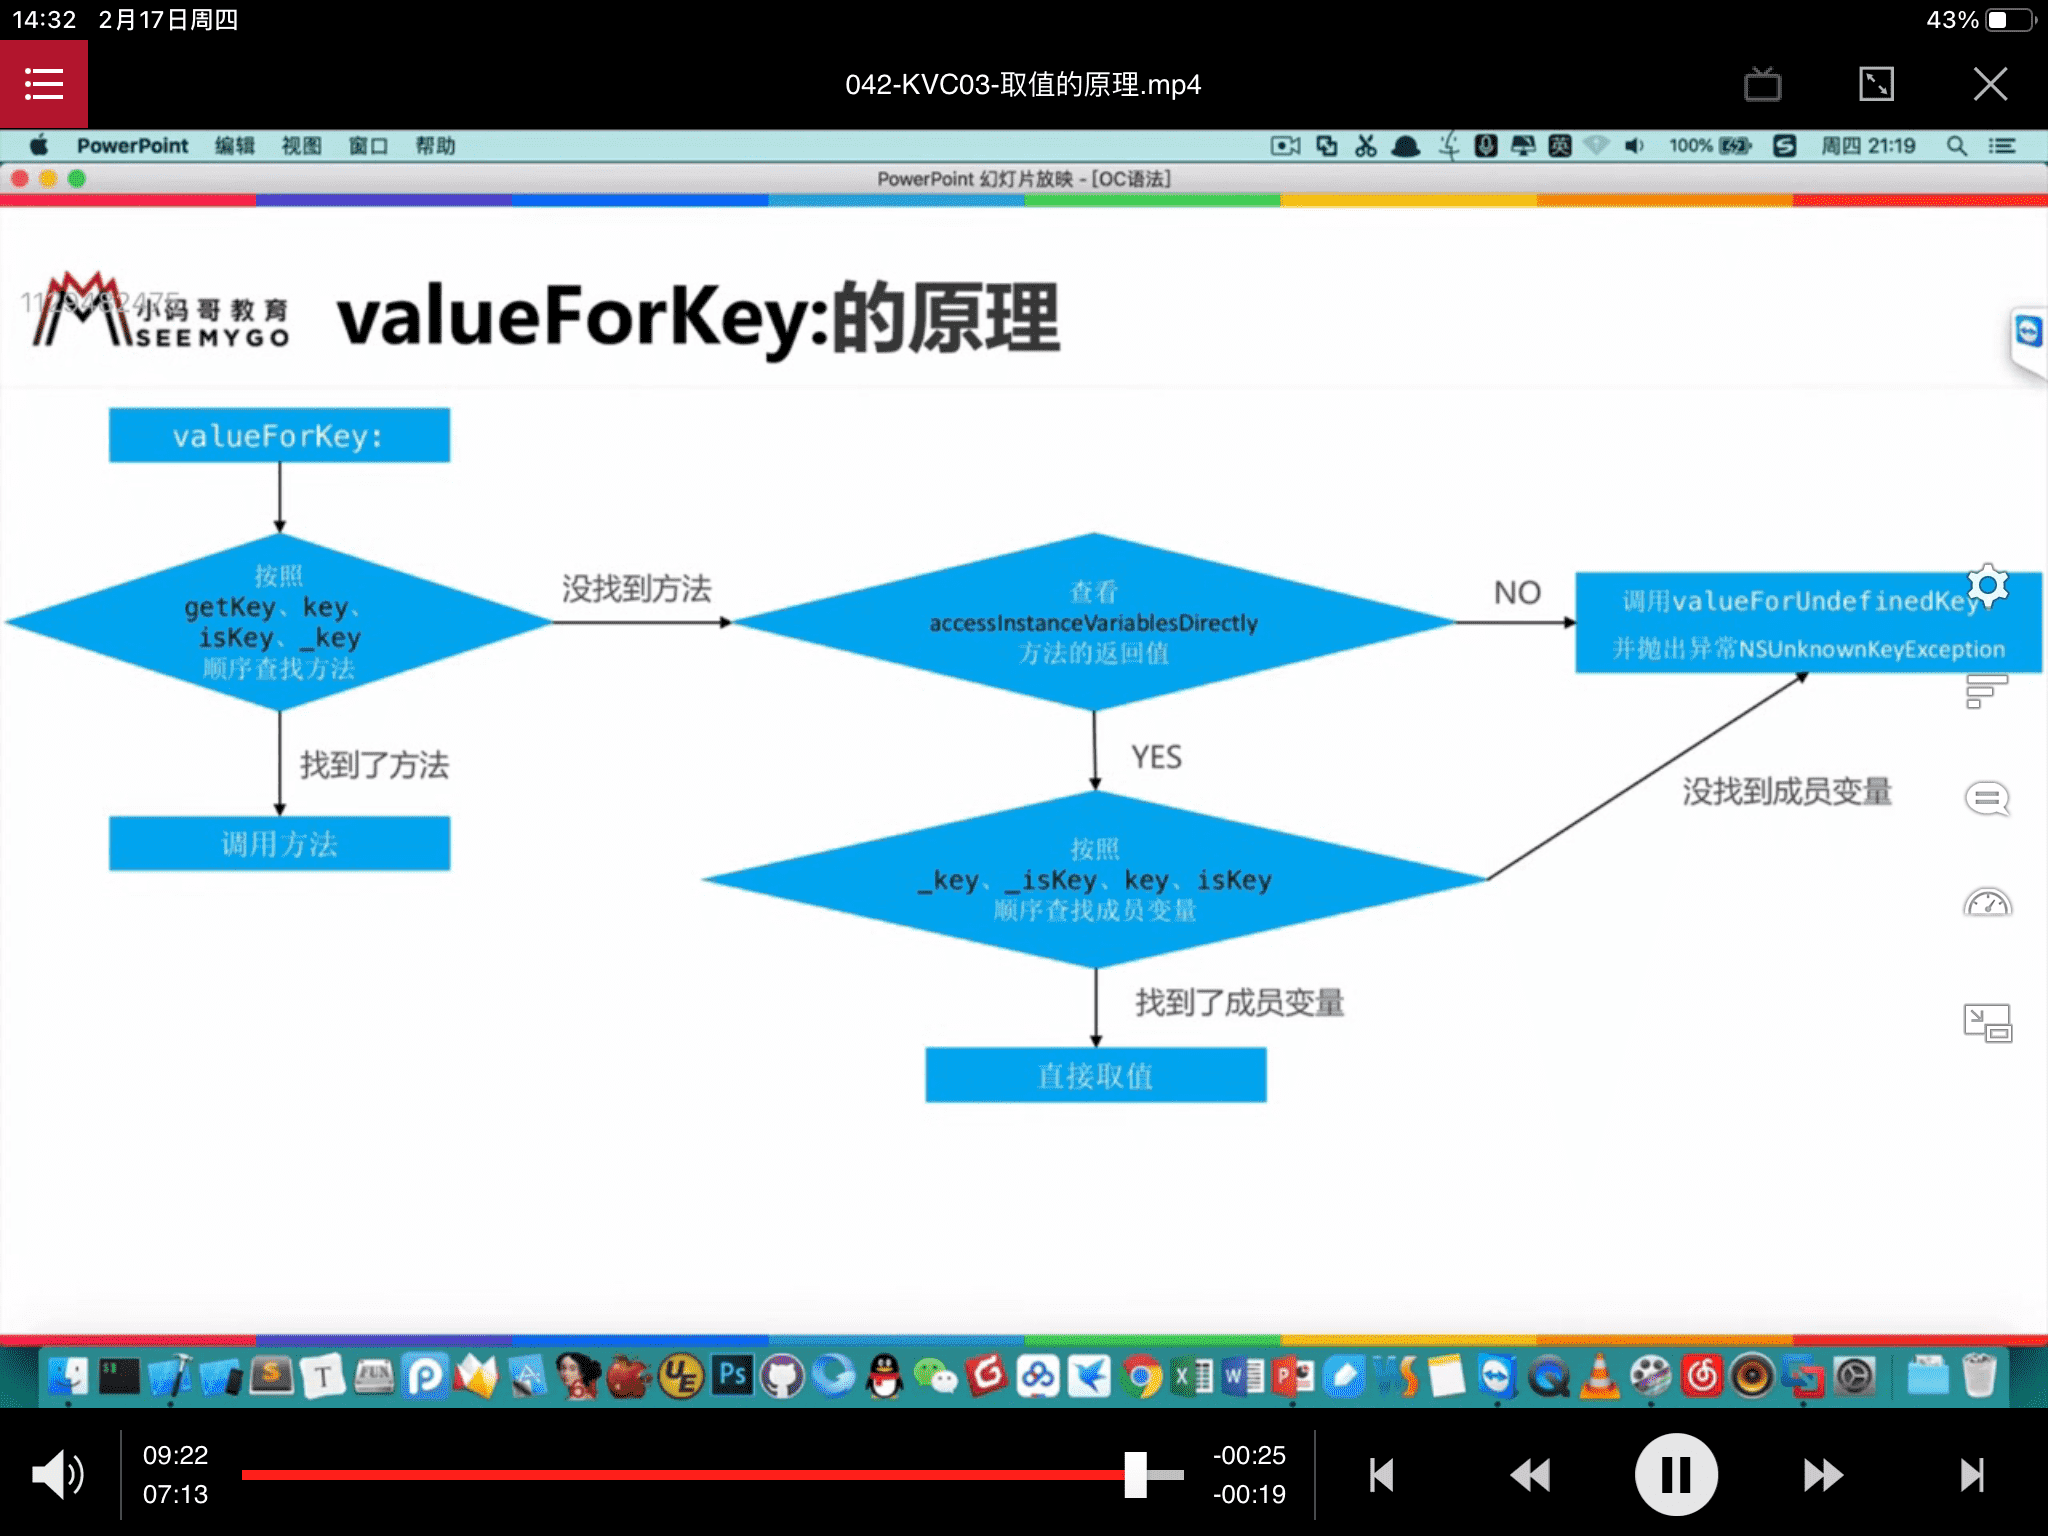 14:32 2月17日周四
43%
042-KVC03-取值的原理.mp4
PowerPoint 编辑 视图 窗口 帮助
英 100% 周四 21:19
PowerPoint 幻灯片放映 - [OC语法]
小码哥教育
SEEMYGO
valueForKey:的原理
valueForKey:
按照
getKey、key、
isKey、_key
顺序查找方法
没找到方法
查看
accessInstanceVariablesDirectly
方法的返回值
NO
调用valueForUndefinedKey:
并抛出异常NSUnknownKeyException
找到了方法
调用方法
YES
按照
_key、_isKey、key、isKey
顺序查找成员变量
没找到成员变量
找到了成员变量
直接取值
09:22
07:13
-00:25
-00:19